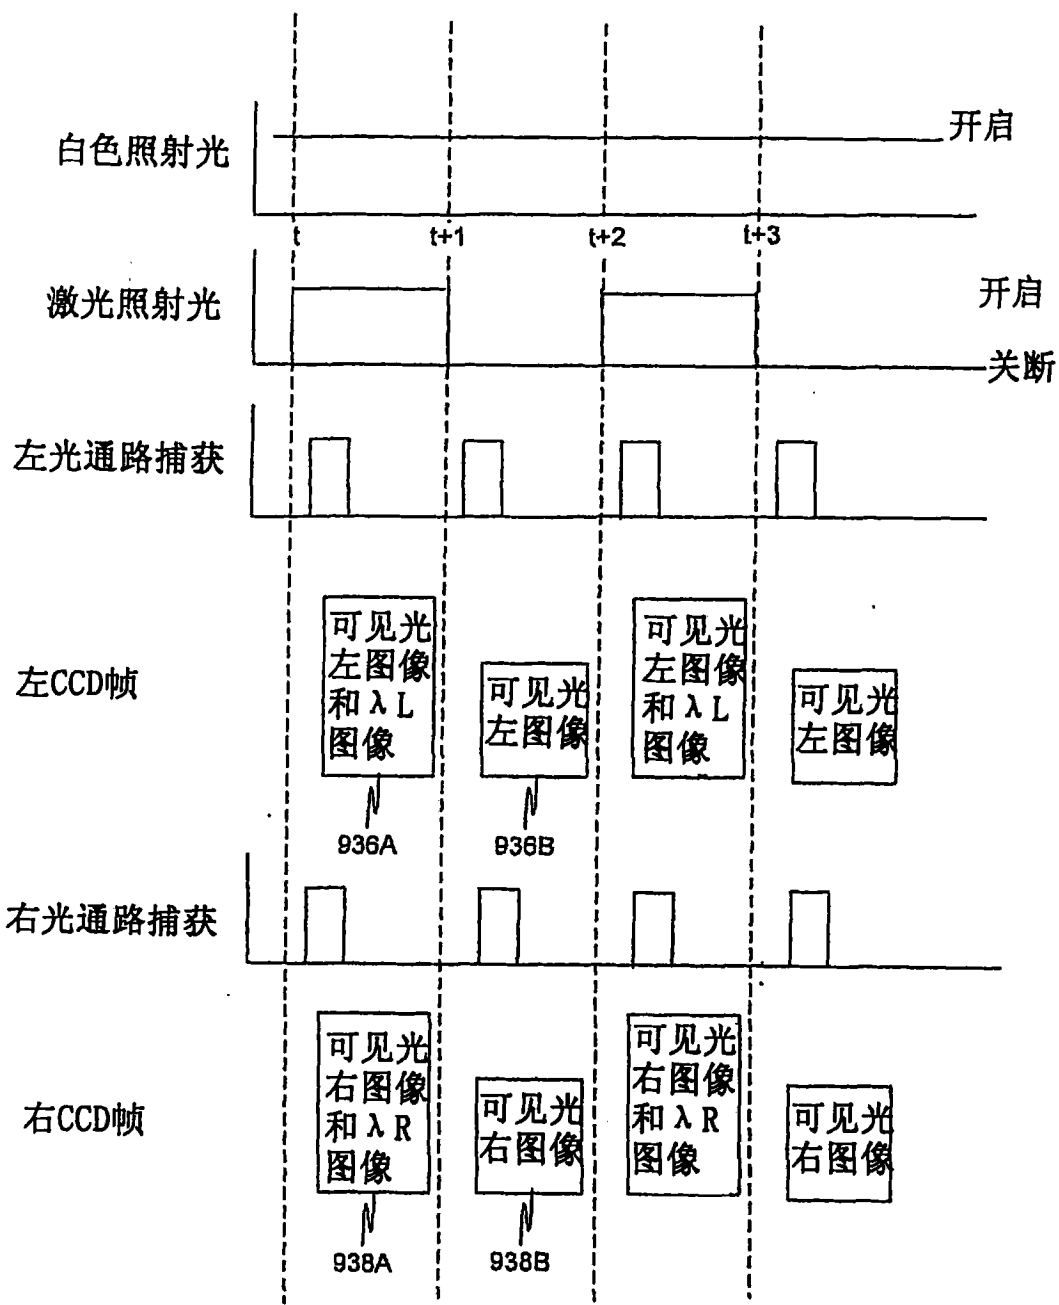 开启
白色照射光
t
t+1
t+2
t+3
激光照射光
开启
关断
左光通路捕获
左CCD帧
可见光
左图像
和λL
图像
可见光
左图像
可见光
左图像
和λL
图像
可见光
左图像
936A
936B
右光通路捕获
右CCD帧
可见光
右图像
和λR
图像
可见光
右图像
可见光
右图像
和λR
图像
可见光
右图像
938A
938B